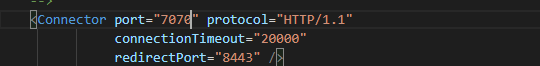 -->
<Connector port="7070" protocol="HTTP/1.1"
connectionTimeout="20000"
redirectPort="8443" />